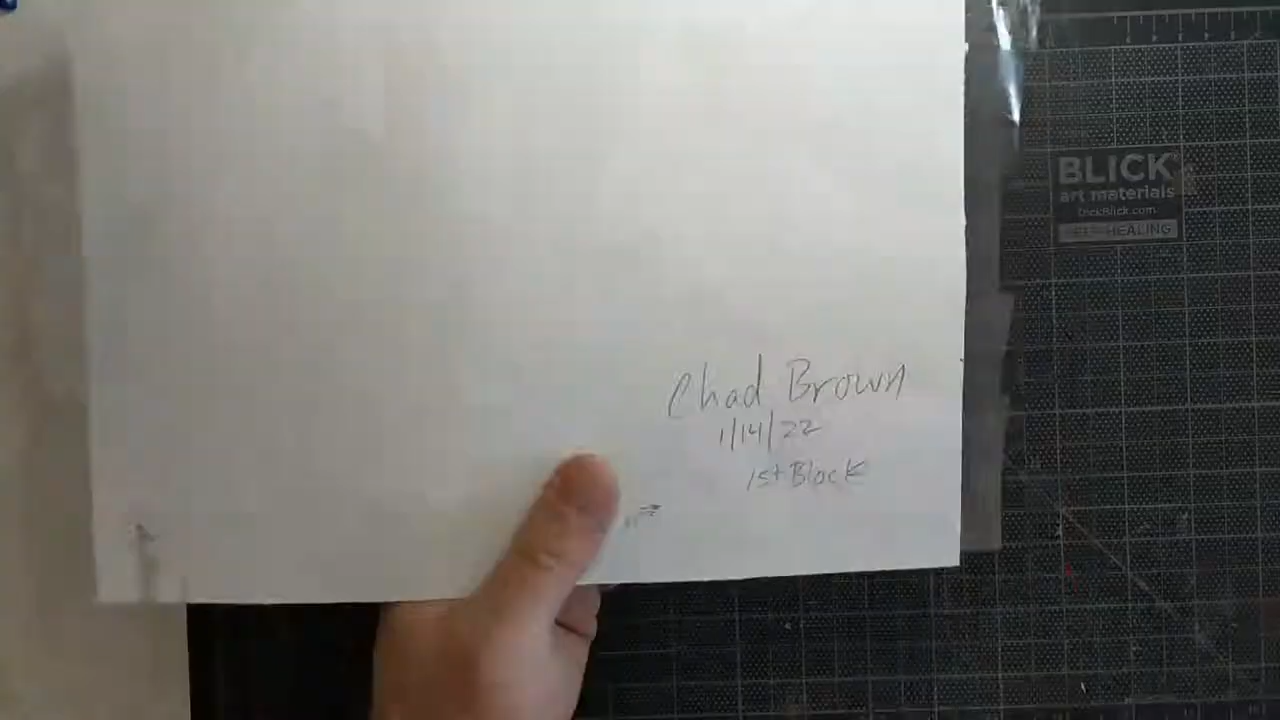 BLICK
art materials
DickBlick.com
SELF-HEALING
Chad Brown
1/14/22
1st Block